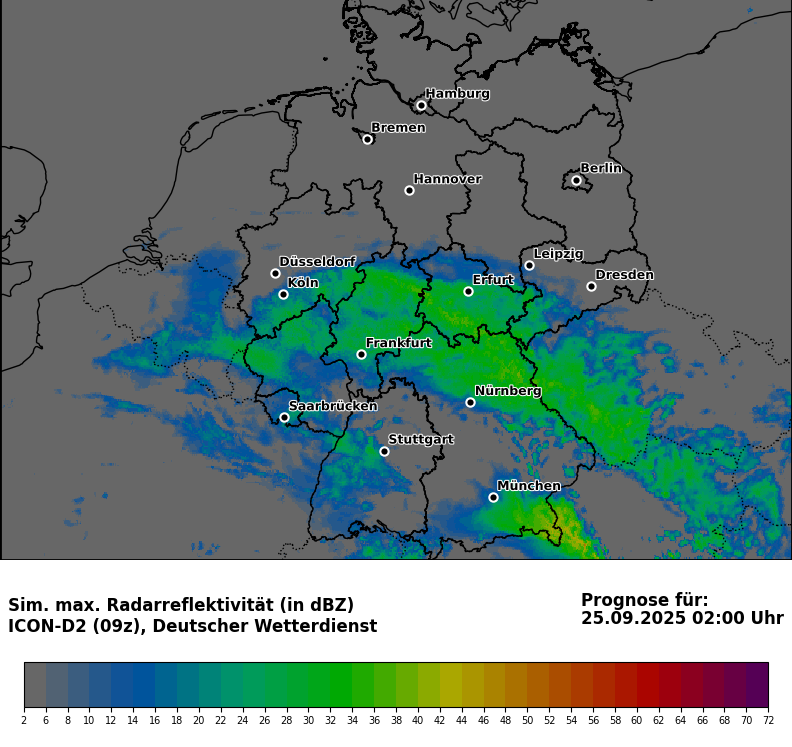 Hamburg
Bremen
Berlin
Hannover
Leipzig
Düsseldorf
Dresden
Köln
Erfurt
Frankfurt
Nürnberg
Saarbrücken
Stuttgart
München
Sim. max. Radarreflektivität (in dBZ)
ICON-D2 (09z), Deutscher Wetterdienst
Prognose für:
25.09.2025 02:00 Uhr
2 6 8 10 12 14 16 18 20 22 24 26 28 30 32 34 36 38 40 42 44 46 48 50 52 54 56 58 60 62 64 66 68 70 72